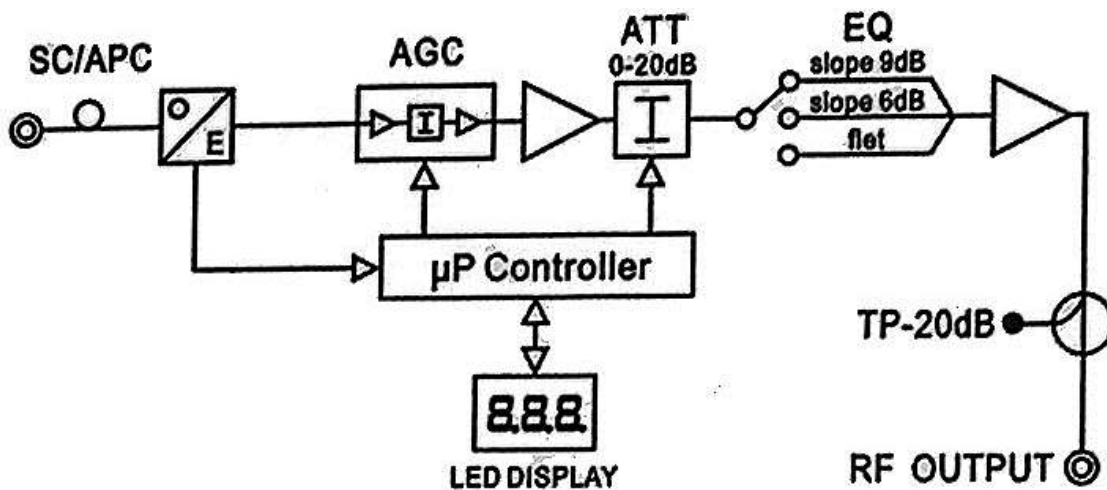 SC/APC
AGC
ATT
0-20dB
EQ
slope 9dB
slope 6dB
flet
O
E
I
I
µP Controller
TP-20dB
8.8.8.
LED DISPLAY
RF OUTPUT